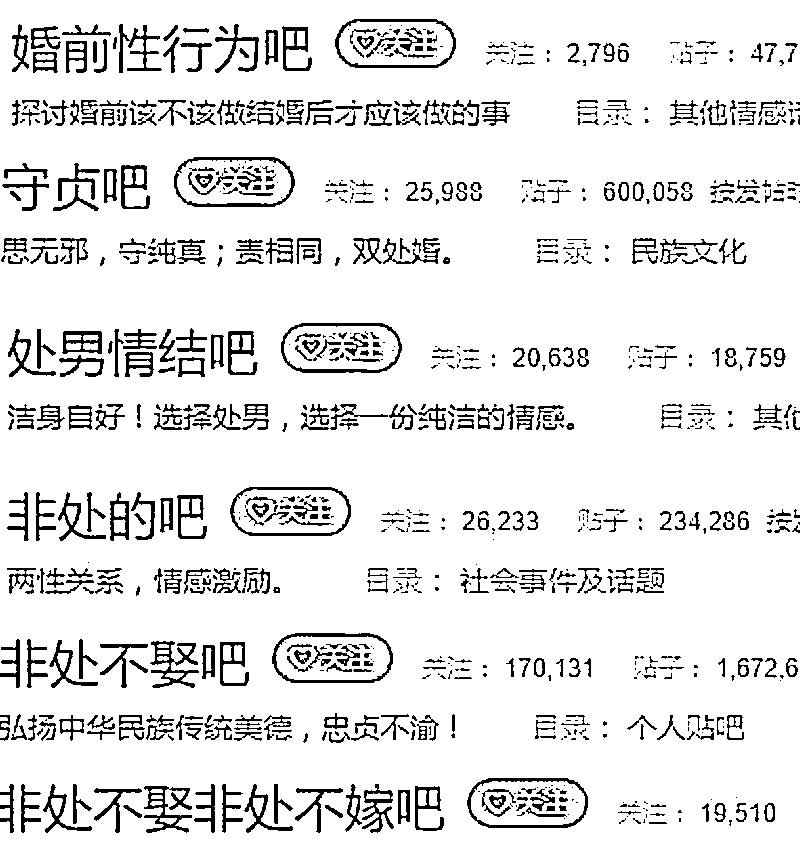 婚前性行为吧 关注 关注： 2,796 贴子： 47,7
探讨婚前该不该做结婚后才应该做的事 目录： 其他情感话
守贞吧 关注 关注： 25,988 贴子： 600,058 按发帖时
思无邪，守纯真；责相同，双处婚。 目录： 民族文化
处男情结吧 关注 关注： 20,638 贴子： 18,759
洁身自好！选择处男，选择一份纯洁的情感。 目录： 其他
非处的吧 关注 关注： 26,233 贴子： 234,286 按发
两性关系，情感激励。 目录： 社会事件及话题
非处不娶吧 关注 关注： 170,131 贴子： 1,672,6
弘扬中华民族传统美德，忠贞不渝！ 目录： 个人贴吧
非处不娶非处不嫁吧 关注 关注： 19,510